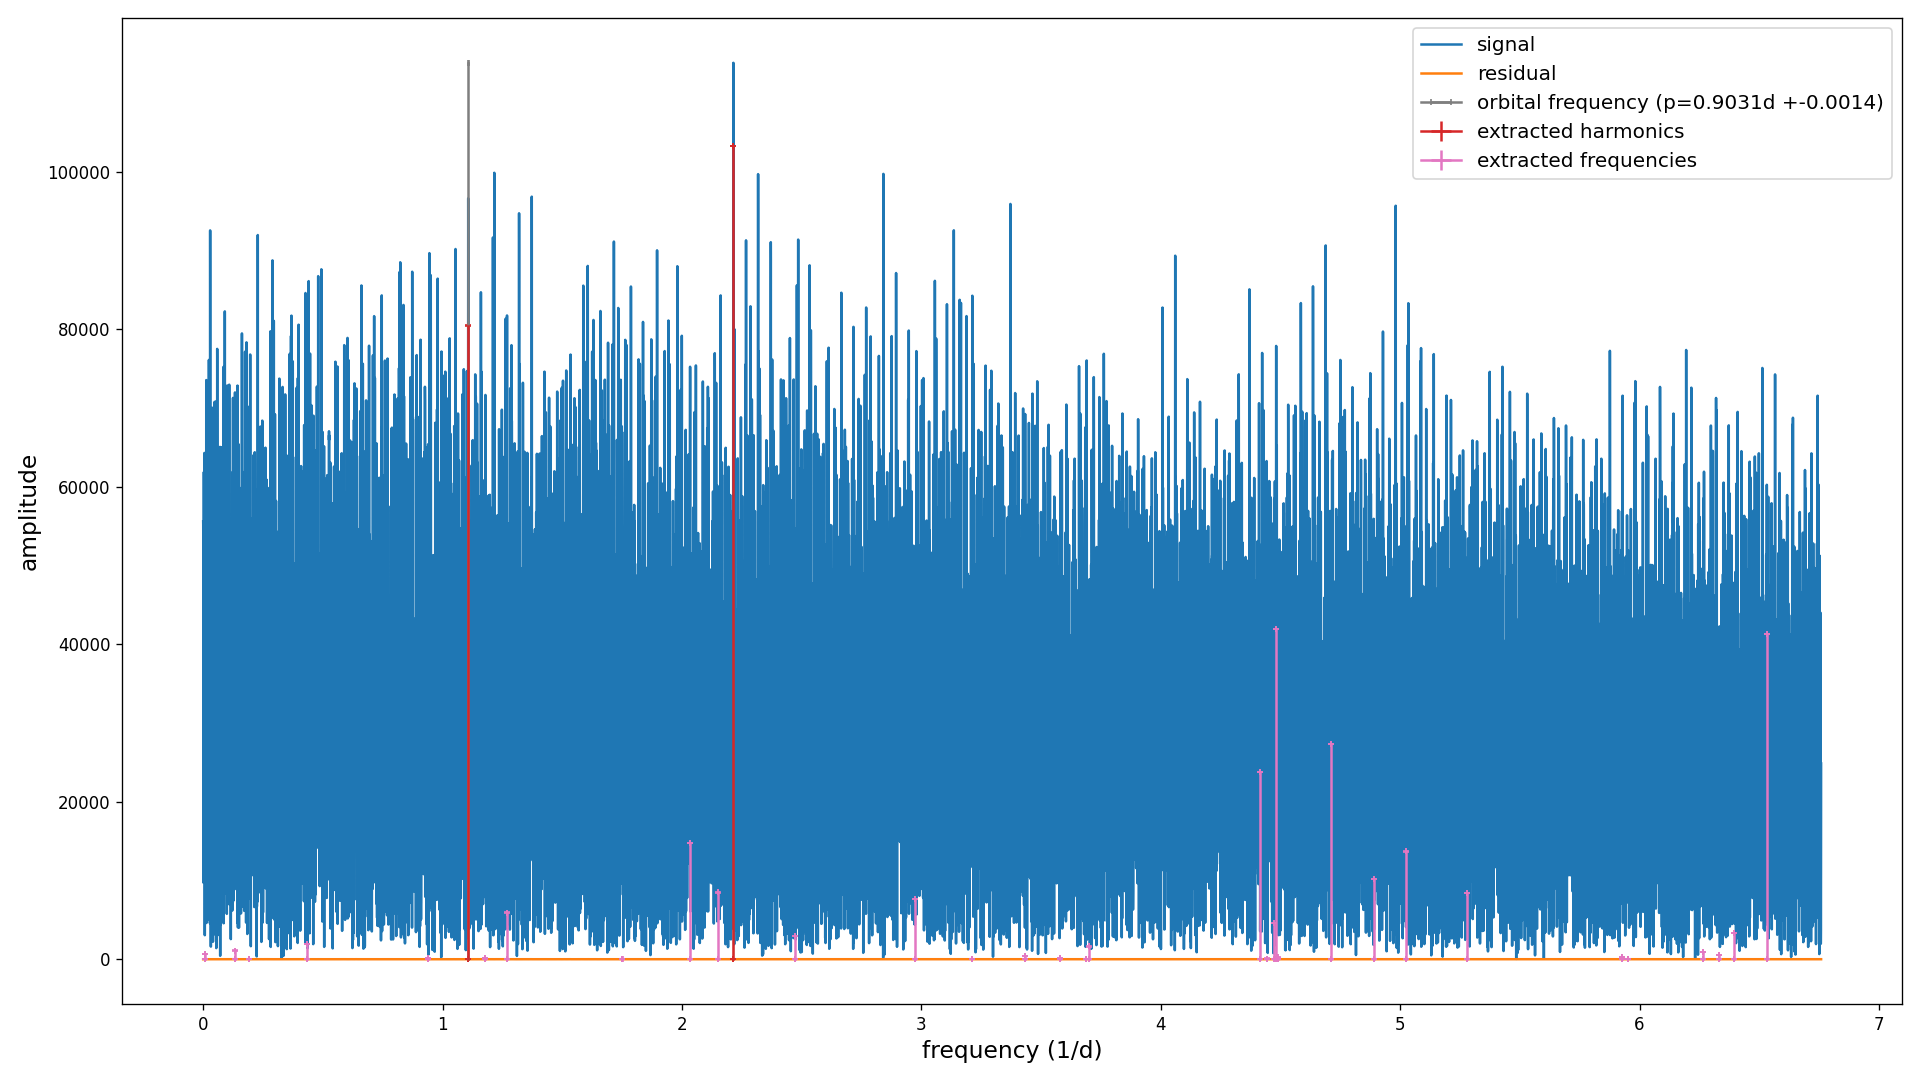 signal
residual
orbital frequency (p=0.9031d +-0.0014)
extracted harmonics
extracted frequencies
amplitude
100000
80000
60000
40000
20000
0
0 1 2 3 4 5 6 7
frequency (1/d)